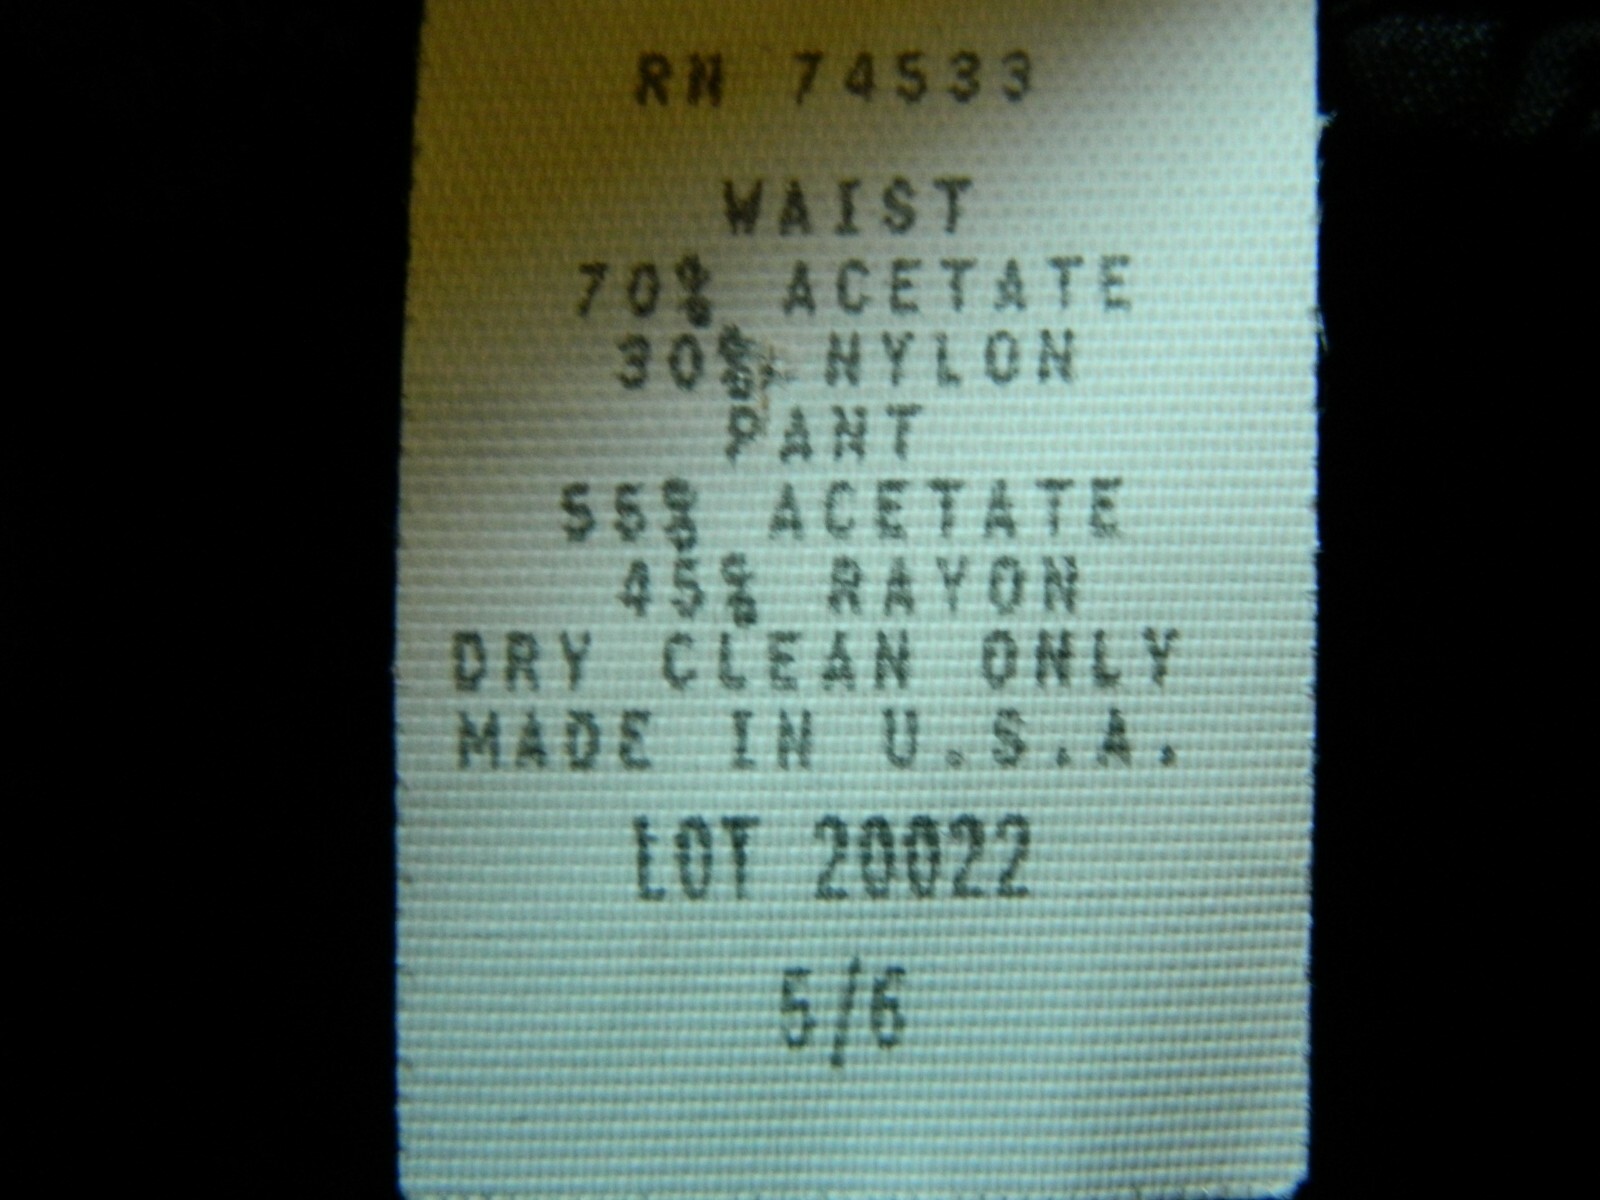 RN 74533
WAIST
70% ACETATE
30% NYLON
PANT
55% ACETATE
45% RAYON
DRY CLEAN ONLY
MADE IN U.S.A.
LOT 20022
5/6